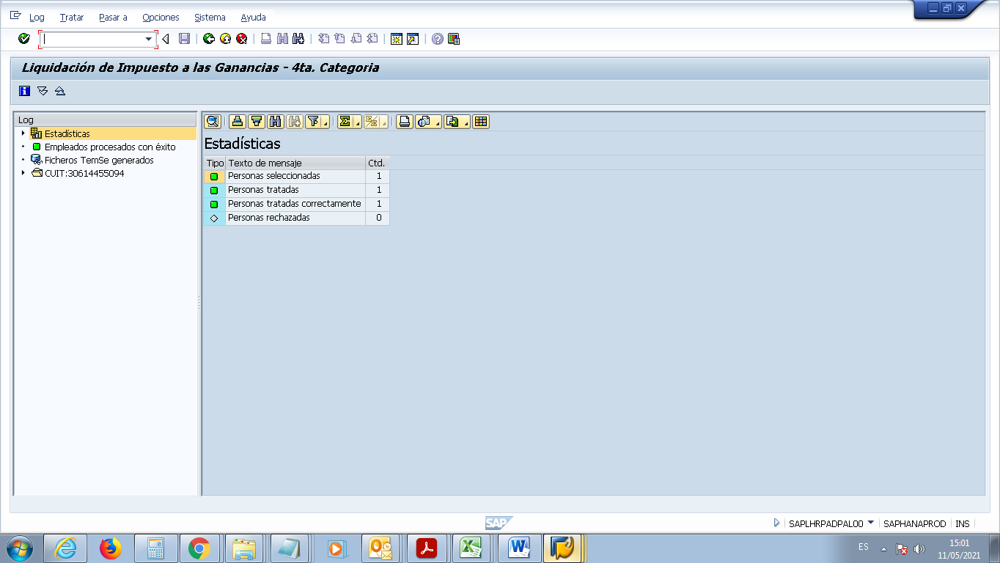 Log Tratar Pasar a Opciones Sistema Ayuda
Liquidación de Impuesto a las Ganancias - 4ta. Categoria
Log
Estadísticas
Empleados procesados con éxito
Ficheros TemSe generados
CUIT:30614455094
Estadísticas
Tipo Texto de mensaje Ctd.
Personas seleccionadas 1
Personas tratadas 1
Personas tratadas correctamente 1
Personas rechazadas 0
SAP
SAPLHRPADPAL00 SAPHANAPROD INS
ES
15:01
11/05/2021